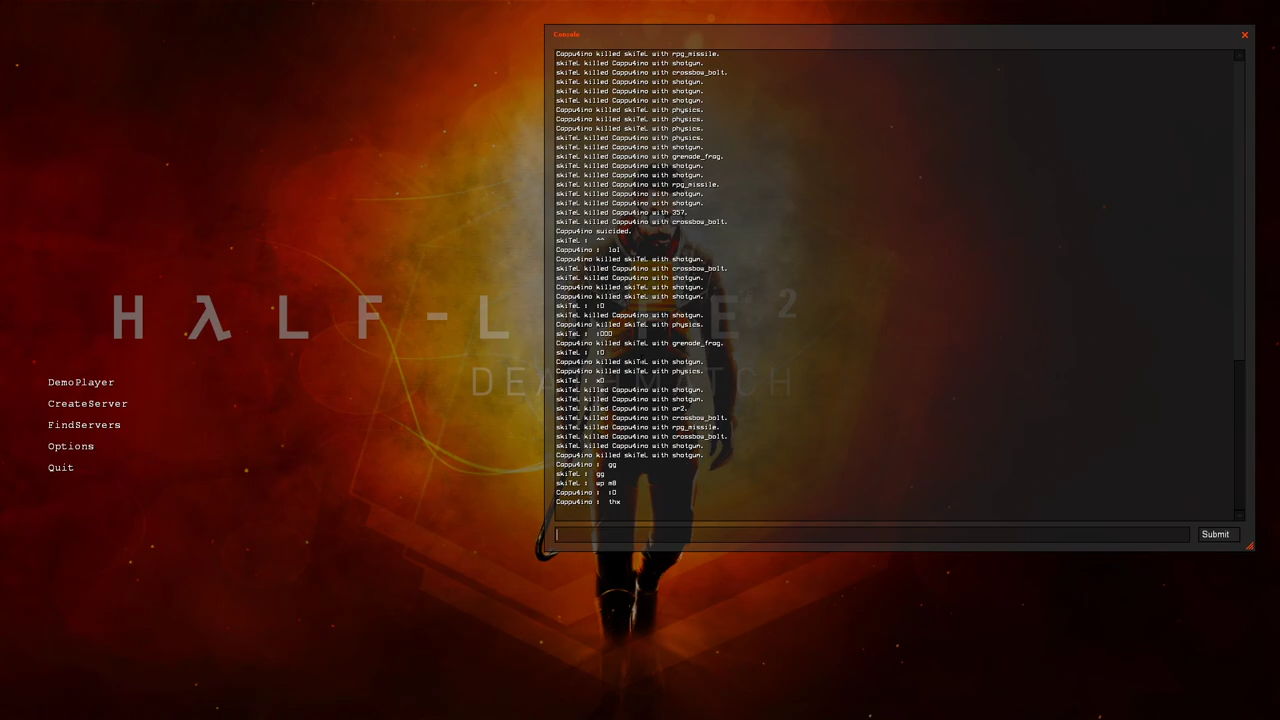 Console
Cappu4ino killed skiTeL with rpg_missile.
skiTeL killed Cappu4ino with shotgun.
skiTeL killed Cappu4ino with crossbow_bolt.
skiTeL killed Cappu4ino with shotgun.
skiTeL killed Cappu4ino with shotgun.
skiTeL killed Cappu4ino with shotgun.
Cappu4ino killed skiTeL with physics.
Cappu4ino killed skiTeL with physics.
Cappu4ino killed skiTeL with physics.
skiTeL killed Cappu4ino with physics.
skiTeL killed Cappu4ino with shotgun.
Cappu4ino killed skiTeL with grenade_frag.
skiTeL killed Cappu4ino with shotgun.
skiTeL killed Cappu4ino with shotgun.
Cappu4ino killed skiTeL with rpg_missile.
skiTeL killed Cappu4ino with shotgun.
skiTeL killed Cappu4ino with shotgun.
skiTeL killed Cappu4ino with 357.
skiTeL killed Cappu4ino with crossbow_bolt.
Cappu4ino suicided.
skiTeL : ^^
Cappu4ino : lol
Cappu4ino killed skiTeL with shotgun.
skiTeL killed Cappu4ino with crossbow_bolt.
skiTeL killed Cappu4ino with shotgun.
Cappu4ino killed skiTeL with shotgun.
Cappu4ino killed skiTeL with shotgun.
skiTeL : :D
skiTeL killed Cappu4ino with shotgun.
Cappu4ino killed skiTeL with physics.
skiTeL : :DDD
Cappu4ino killed skiTeL with grenade_frag.
skiTeL : :D
Cappu4ino killed skiTeL with shotgun.
Cappu4ino killed skiTeL with physics.
skiTeL : xD
skiTeL killed Cappu4ino with shotgun.
skiTeL killed Cappu4ino with shotgun.
skiTeL killed Cappu4ino with ar2.
skiTeL killed Cappu4ino with crossbow_bolt.
skiTeL killed Cappu4ino with rpg_missile.
skiTeL killed Cappu4ino with crossbow_bolt.
skiTeL killed Cappu4ino with shotgun.
Cappu4ino killed skiTeL with shotgun.
Cappu4ino : gg
skiTeL : gg
skiTeL : wp m8
Cappu4ino : :D
Cappu4ino : thx
Submit
HλLF-LIFE²
DEATHMATCH
DemoPlayer
CreateServer
FindServers
Options
Quit